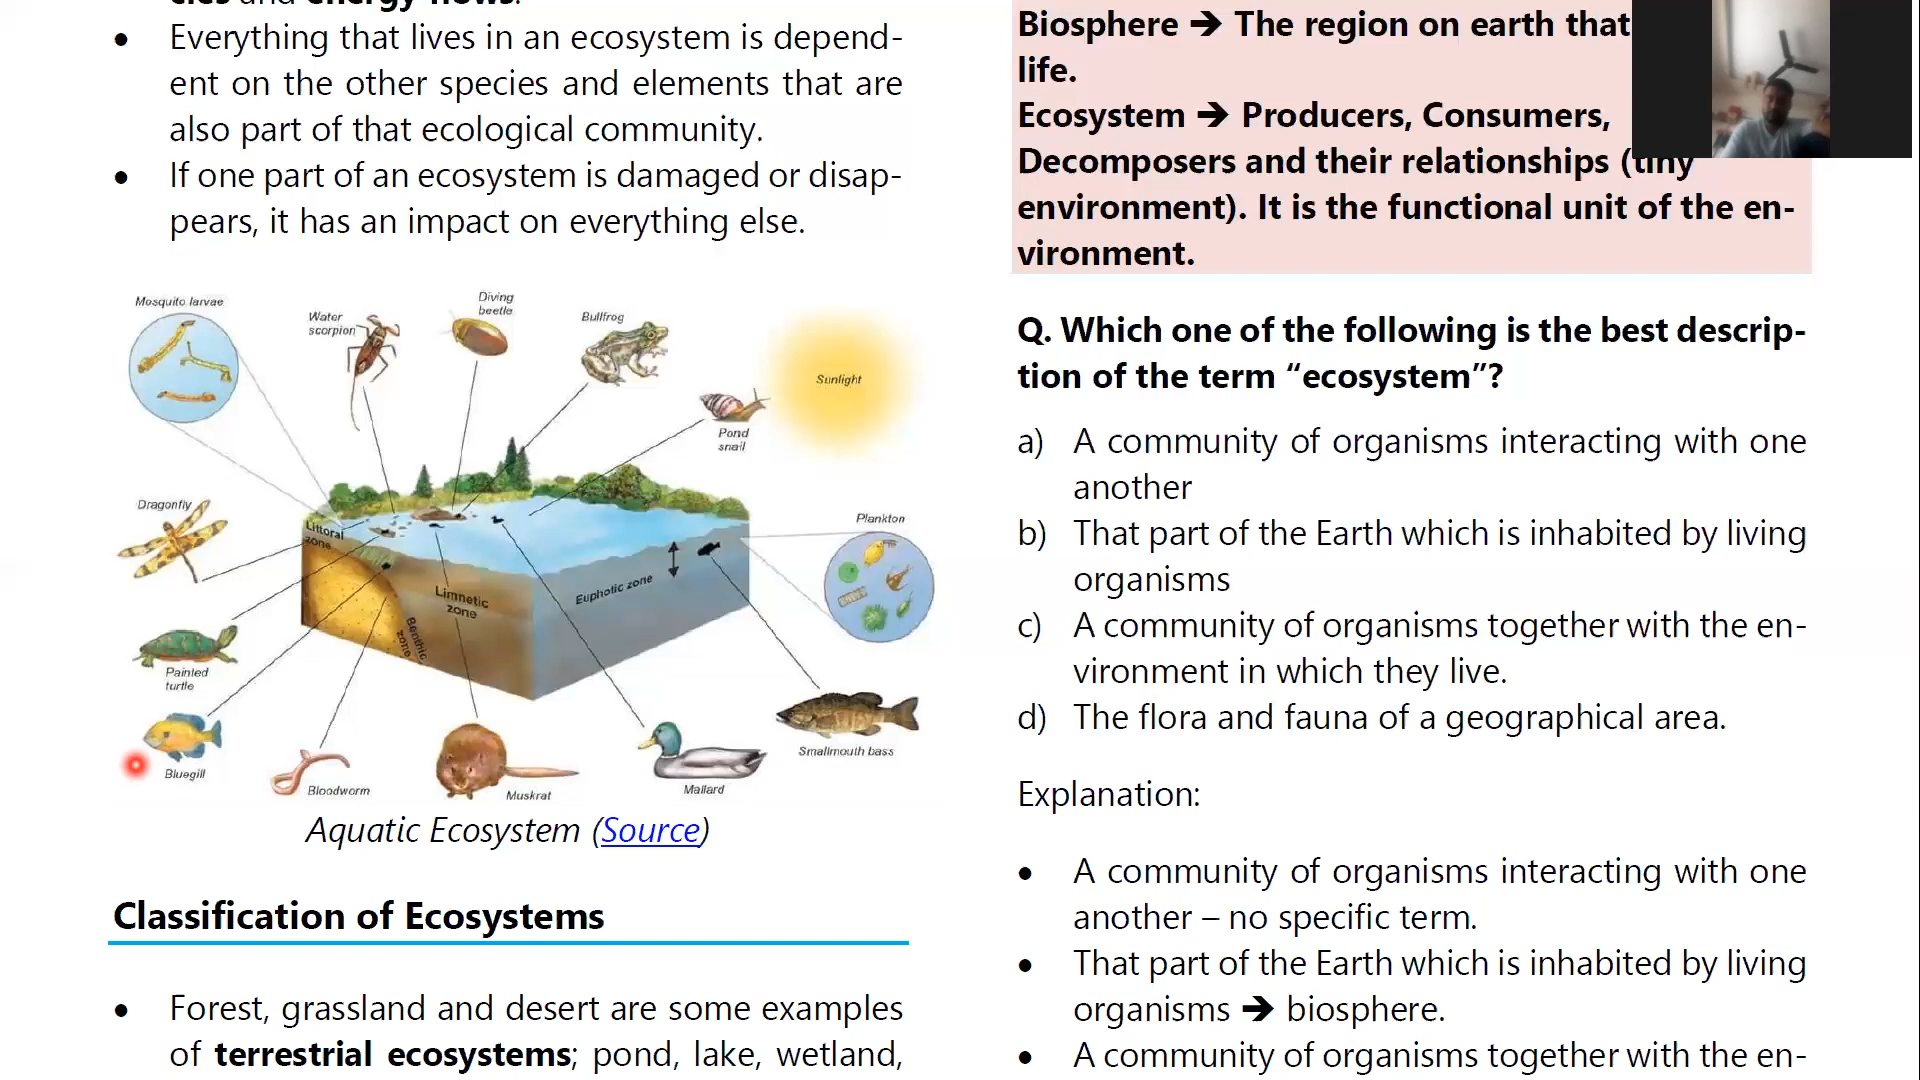 cles and energy flows.
● Everything that lives in an ecosystem is depend-
ent on the other species and elements that are
also part of that ecological community.
● If one part of an ecosystem is damaged or disap-
pears, it has an impact on everything else.
Mosquito larvae
Water
scorpion
Diving
beetle
Bullfrog
Sunlight
Pond
snail
Dragonfly
Littoral
zone
Plankton
Limnetic
zone
Euphotic zone
Benthic
zone
Painted
turtle
Bluegill
Bloodworm
Muskrat
Mallard
Smallmouth bass
Aquatic Ecosystem (Source)
Classification of Ecosystems
● Forest, grassland and desert are some examples
of terrestrial ecosystems; pond, lake, wetland,
Biosphere ➔ The region on earth that
life.
Ecosystem ➔ Producers, Consumers,
Decomposers and their relationships (tiny
environment). It is the functional unit of the en-
vironment.
Q. Which one of the following is the best descrip-
tion of the term “ecosystem”?
a) A community of organisms interacting with one
another
b) That part of the Earth which is inhabited by living
organisms
c) A community of organisms together with the en-
vironment in which they live.
d) The flora and fauna of a geographical area.
Explanation:
● A community of organisms interacting with one
another – no specific term.
● That part of the Earth which is inhabited by living
organisms ➔ biosphere.
● A community of organisms together with the en-